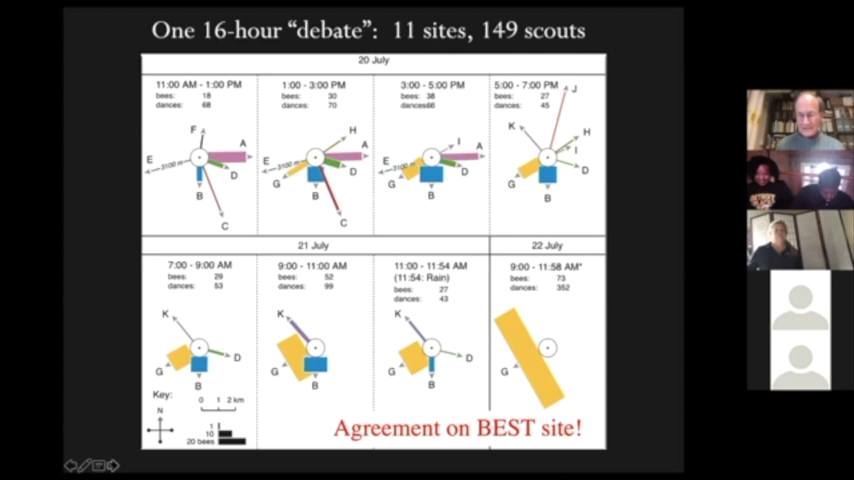 One 16-hour “debate”: 11 sites, 149 scouts
20 July
11:00 AM - 1:00 PM
bees: 18
dances: 68
F
A
E
3100 m
D
B
C
1:00 - 3:00 PM
bees: 30
dances: 70
H
A
E
3100 m
D
G
B
C
3:00 - 5:00 PM
bees: 38
dances66
I
A
E
3100 m
D
G
B
5:00 - 7:00 PM
bees: 27
dances: 45
J
K
H
I
D
G
B
21 July
22 July
7:00 - 9:00 AM
bees: 29
dances: 53
K
D
G
B
9:00 - 11:00 AM
bees: 52
dances: 99
K
G
B
11:00 - 11:54 AM
(11:54: Rain)
bees: 27
dances: 43
K
D
G
B
9:00 - 11:58 AM*
bees: 73
dances: 352
G
Key:
0 1 2 km
N
1
10
20 bees
Agreement on BEST site!